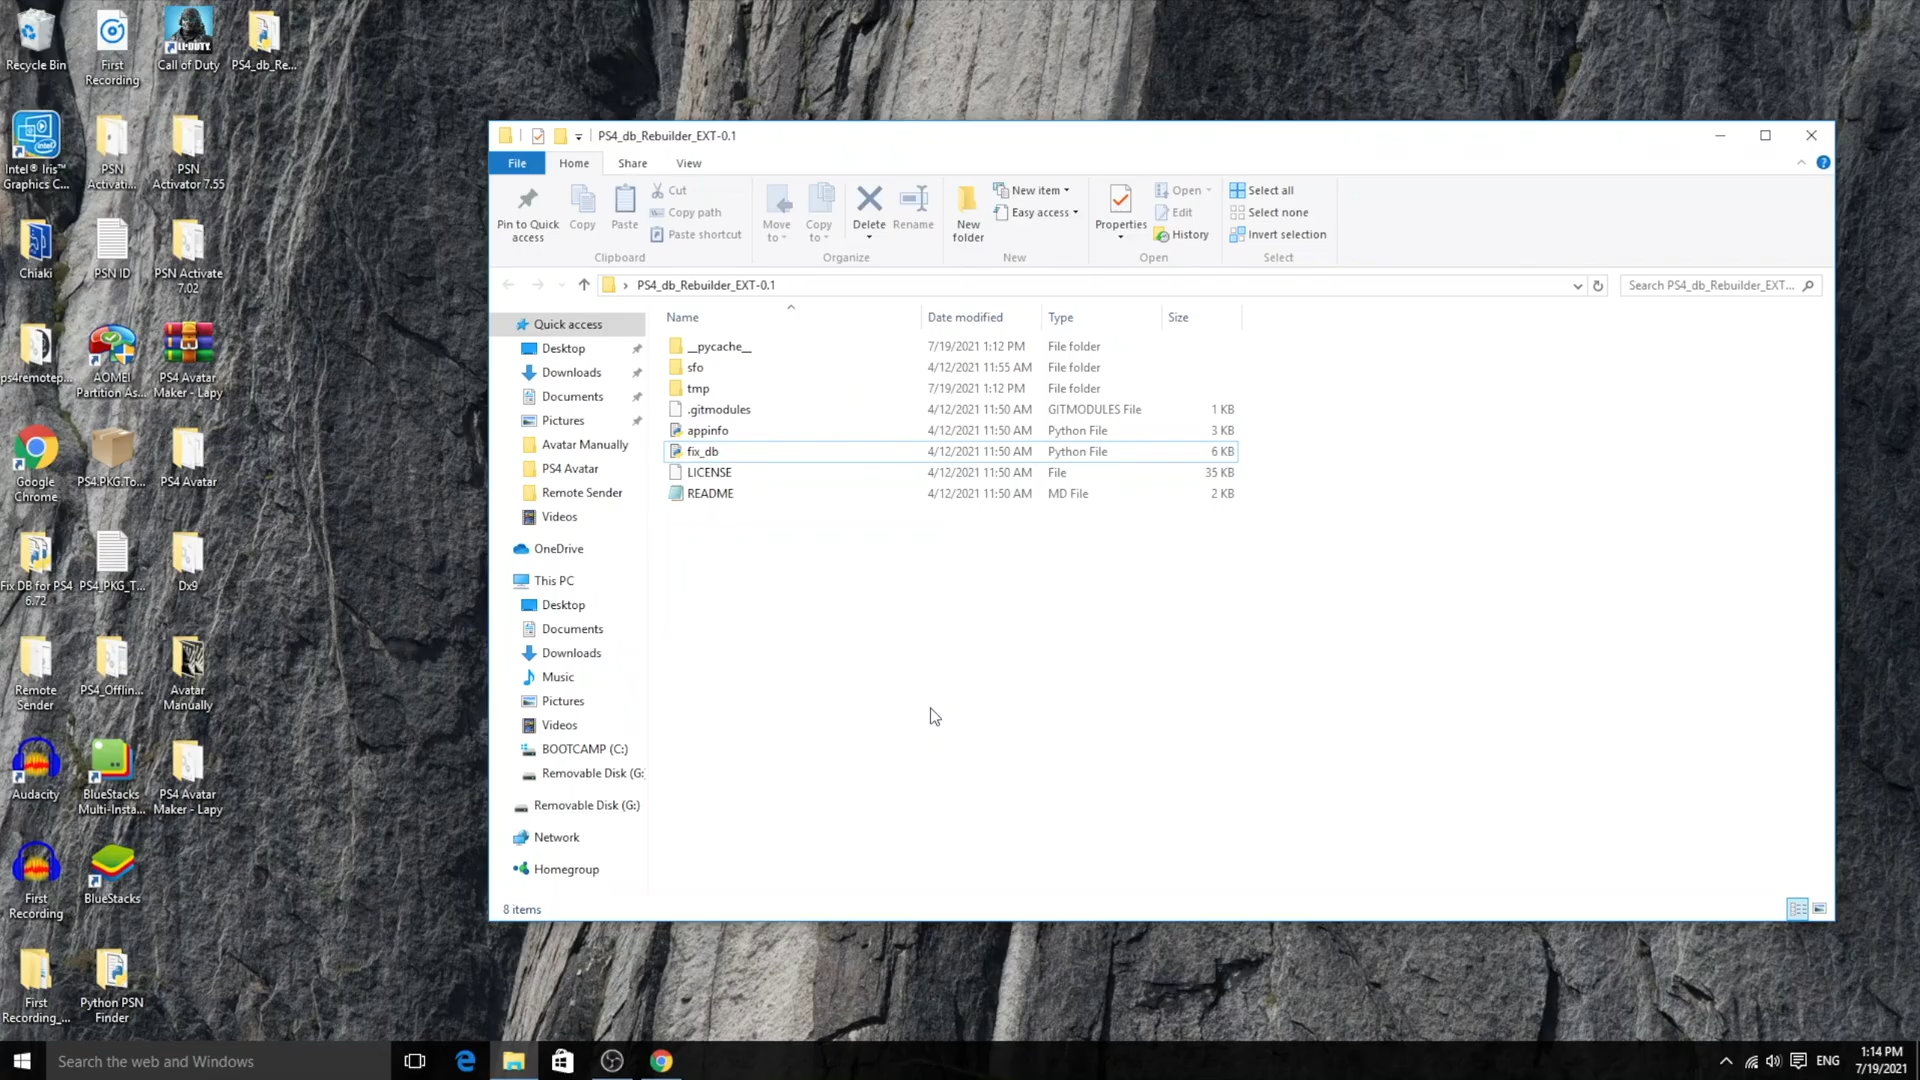 Recycle Bin
First
Recording
Call of Duty
PS4_db_Re...
Intel® Iris™
Graphics C...
PSN
Activati...
PSN
Activator 7.55
Chiaki
PSN ID
PSN Activate
7.02
ps4remotep...
AOMEI
Partition As...
PS4 Avatar
Maker - Lapy
Google
Chrome
PS4.PKG.To...
PS4 Avatar
Fix DB for PS4
6.72
PS4_PKG_T...
Dx9
Remote
Sender
PS4_Offlin...
Avatar
Manually
Audacity
BlueStacks
Multi-Insta...
PS4 Avatar
Maker - Lapy
First
Recording
BlueStacks
First
Recording_...
Python PSN
Finder
PS4_db_Rebuilder_EXT-0.1
File
Home
Share
View
Pin to Quick
access
Copy
Paste
Cut
Copy path
Paste shortcut
Clipboard
Move
to
Copy
to
Delete
Rename
Organize
New
folder
New item
Easy access
New
Properties
Open
Edit
History
Open
Select all
Select none
Invert selection
Select
PS4_db_Rebuilder_EXT-0.1
Search PS4_db_Rebuilder_EXT...
Quick access
Desktop
Downloads
Documents
Pictures
Avatar Manually
PS4 Avatar
Remote Sender
Videos
OneDrive
This PC
Desktop
Documents
Downloads
Music
Pictures
Videos
BOOTCAMP (C:)
Removable Disk (G:
Removable Disk (G:)
Network
Homegroup
Name Date modified Type Size
__pycache__ 7/19/2021 1:12 PM File folder
sfo 4/12/2021 11:55 AM File folder
tmp 7/19/2021 1:12 PM File folder
.gitmodules 4/12/2021 11:50 AM GITMODULES File 1 KB
appinfo 4/12/2021 11:50 AM Python File 3 KB
fix_db 4/12/2021 11:50 AM Python File 6 KB
LICENSE 4/12/2021 11:50 AM File 35 KB
README 4/12/2021 11:50 AM MD File 2 KB
8 items
Search the web and Windows
ENG
1:14 PM
7/19/2021